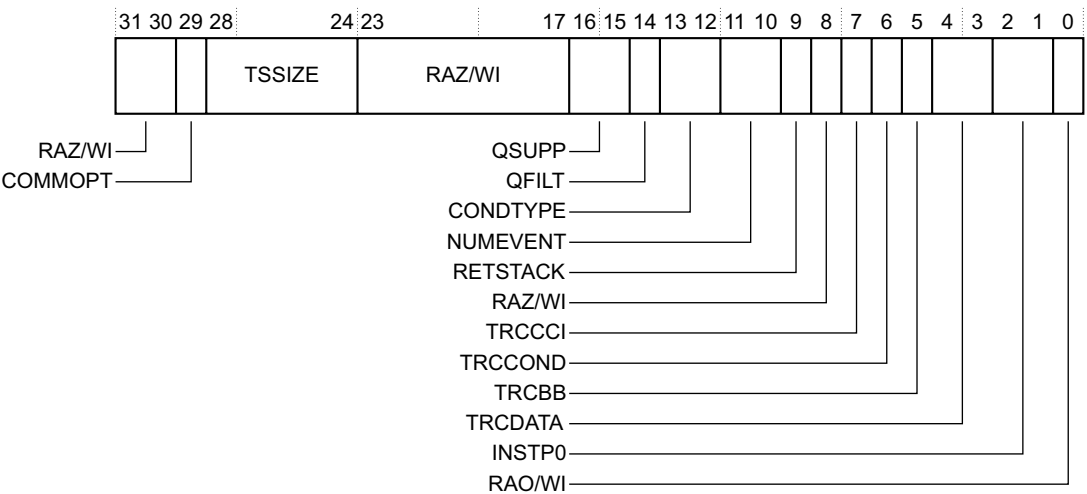 31 30 29 28 24 23 17 16 15 14 13 12 11 10 9 8 7 6 5 4 3 2 1 0
TSSIZE RAZ/WI
RAZ/WI QSUPP
COMMOPT QFILT
CONDTYPE
NUMEVENT
RETSTACK
RAZ/WI
TRCCCI
TRCCOND
TRCBB
TRCDATA
INSTP0
RAO/WI